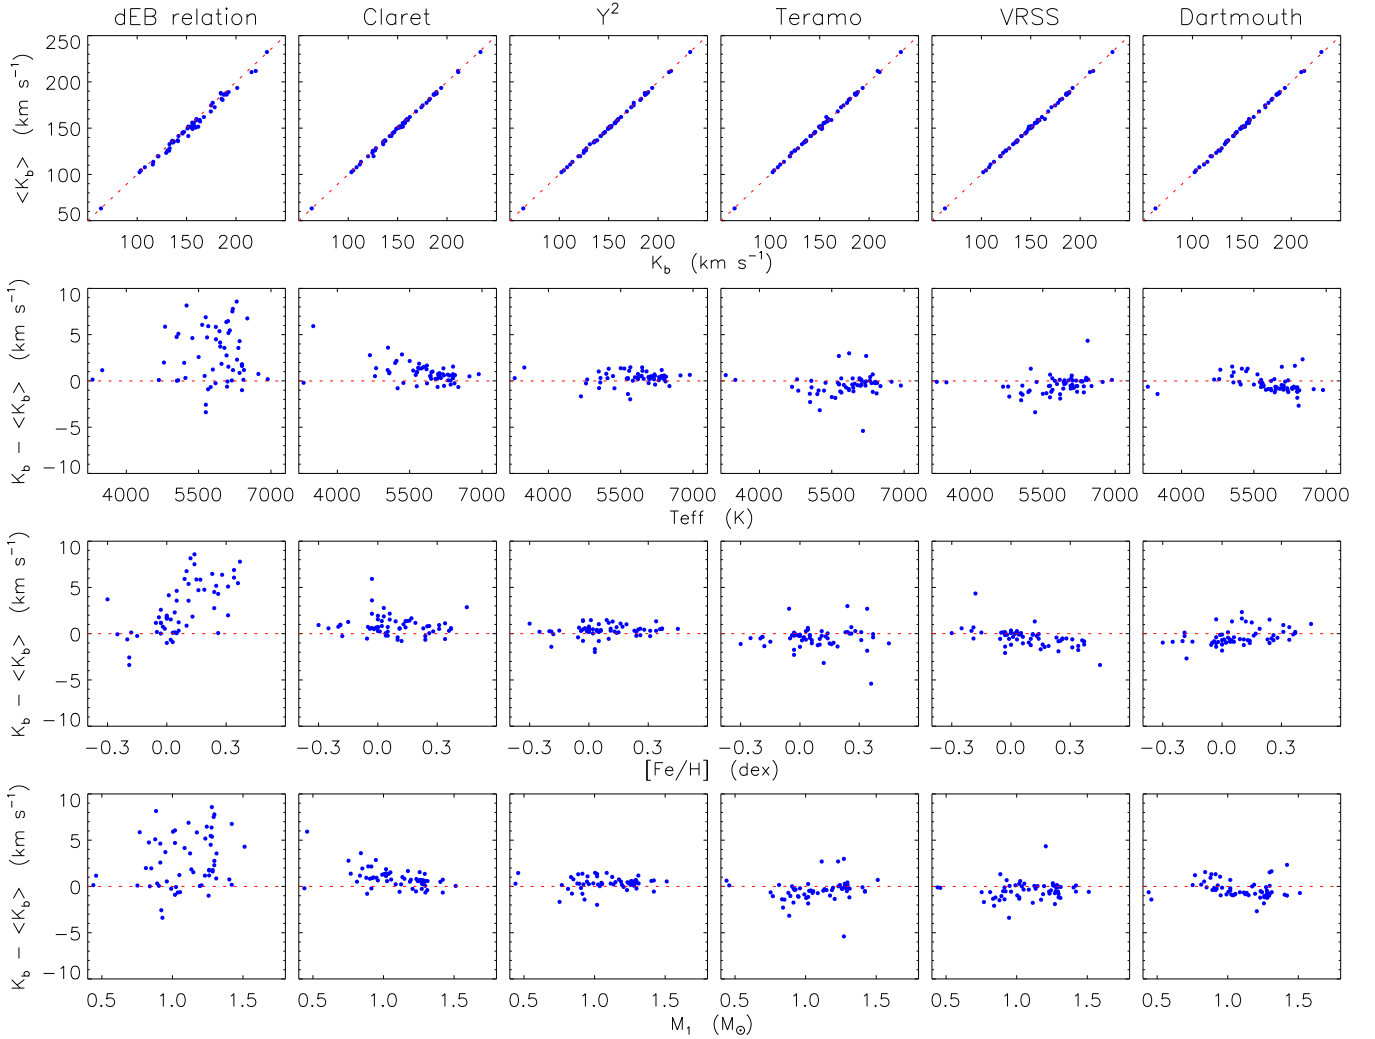 dEB relation Claret Y² Teramo VRSS Dartmouth
<K_b> (km s⁻¹)
250
200
150
100
50
100 150 200 100 150 200 100 150 200 100 150 200 100 150 200 100 150 200
K_b (km s⁻¹)
K_b − <K_b> (km s⁻¹)
10
5
0
−5
−10
4000 5500 7000 4000 5500 7000 4000 5500 7000 4000 5500 7000 4000 5500 7000 4000 5500 7000
Teff (K)
K_b − <K_b> (km s⁻¹)
10
5
0
−5
−10
−0.3 0.0 0.3 −0.3 0.0 0.3 −0.3 0.0 0.3 −0.3 0.0 0.3 −0.3 0.0 0.3 −0.3 0.0 0.3
[Fe/H] (dex)
K_b − <K_b> (km s⁻¹)
10
5
0
−5
−10
0.5 1.0 1.5 0.5 1.0 1.5 0.5 1.0 1.5 0.5 1.0 1.5 0.5 1.0 1.5 0.5 1.0 1.5
M₁ (M☉)